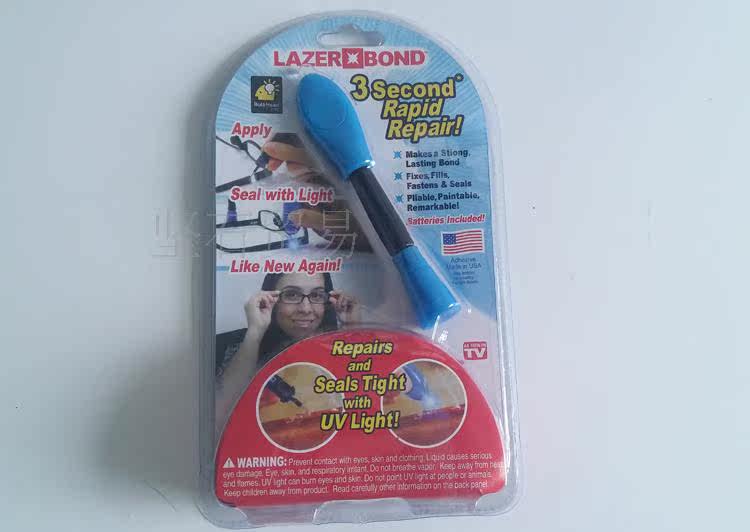 LAZER BOND
3 Second*
Rapid
Repair!
Apply
Makes a Strong,
Lasting Bond
Fixes, Fills,
Fastens & Seals
Pliable, Paintable,
Remarkable!
Batteries Included!
Seal with Light
Like New Again!
Adhesive
Made in USA
AS SEEN ON
TV
Repairs
and
Seals Tight
with
UV Light!
WARNING: Prevent contact with eyes, skin and clothing. Liquid causes serious
eye damage. Eye, skin, and respiratory irritant. Do not breathe vapor. Keep away from heat
and flames. UV light can burn eyes and skin. Do not point UV light at people or animals.
Keep children away from product. Read carefully other information on the back panel.